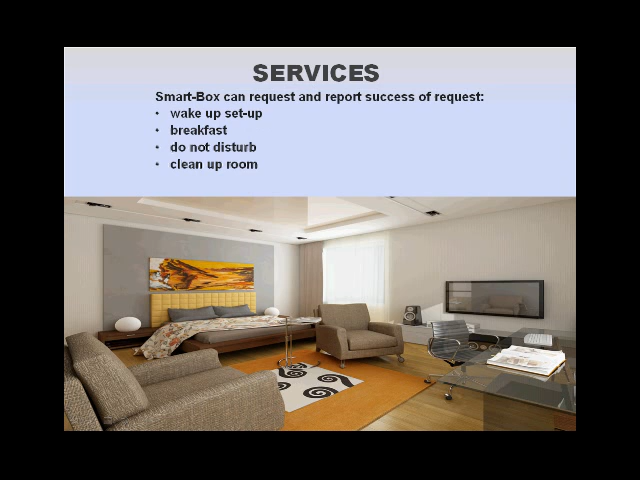 SERVICES
Smart-Box can request and report success of request:
• wake up set-up
• breakfast
• do not disturb
• clean up room